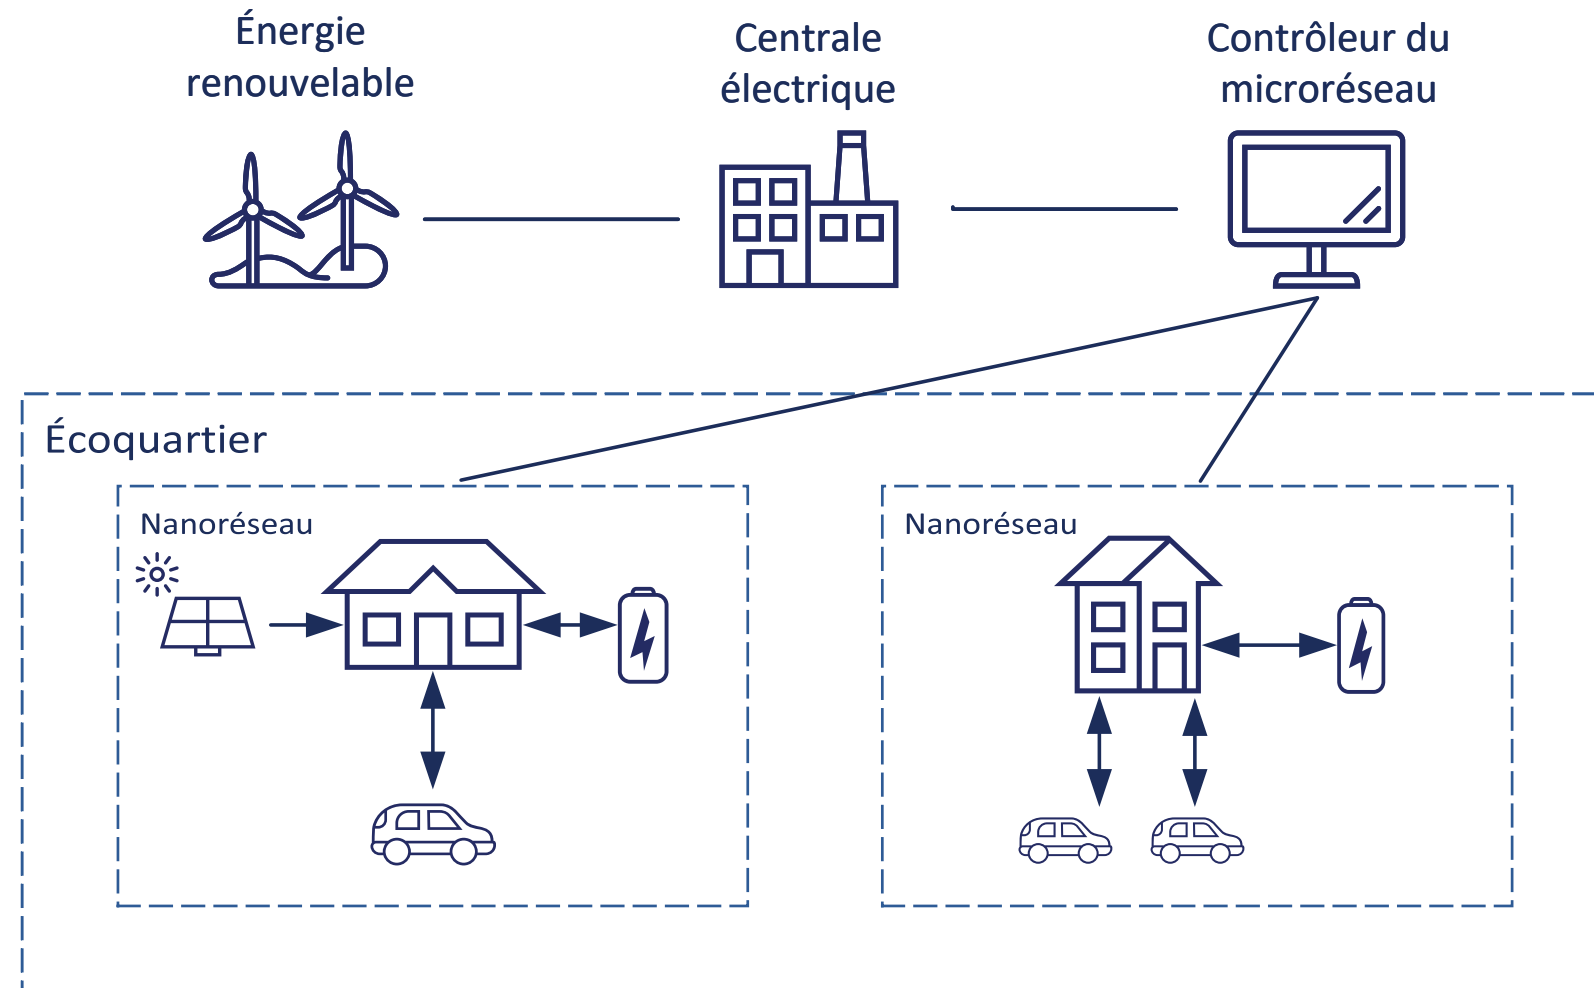 Énergie
renouvelable
Centrale
électrique
Contrôleur du
microréseau
Écoquartier
Nanoréseau
Nanoréseau